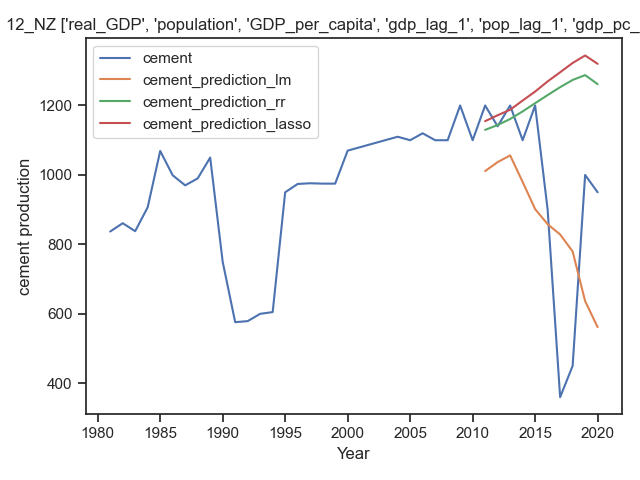 12_NZ ['real_GDP', 'population', 'GDP_per_capita', 'gdp_lag_1', 'pop_lag_1', 'gdp_pc_
cement
cement_prediction_lm
cement_prediction_rr
cement_prediction_lasso
cement production
1200
1000
800
600
400
1980 1985 1990 1995 2000 2005 2010 2015 2020
Year